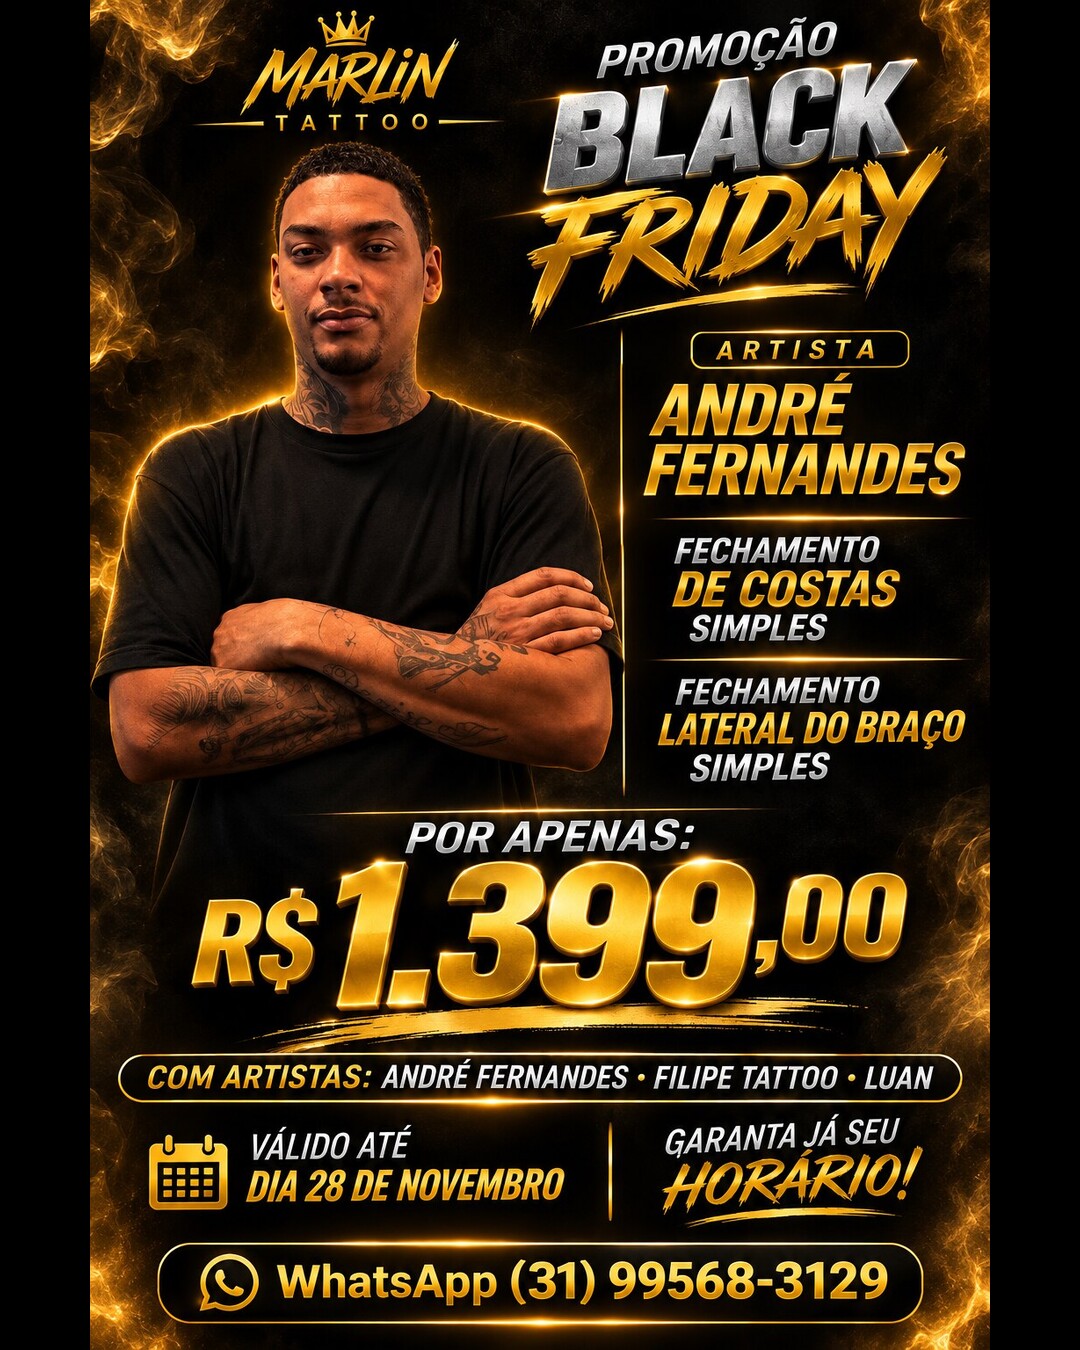 MARLIN
TATTOO
PROMOÇÃO
BLACK
FRIDAY
ARTISTA
ANDRÉ
FERNANDES
FECHAMENTO
DE COSTAS
SIMPLES
FECHAMENTO
LATERAL DO BRAÇO
SIMPLES
POR APENAS:
R$ 1.399,00
COM ARTISTAS: ANDRÉ FERNANDES • FILIPE TATTOO • LUAN
VÁLIDO ATÉ
DIA 28 DE NOVEMBRO
GARANTA JÁ SEU
HORÁRIO!
WhatsApp (31) 99568-3129